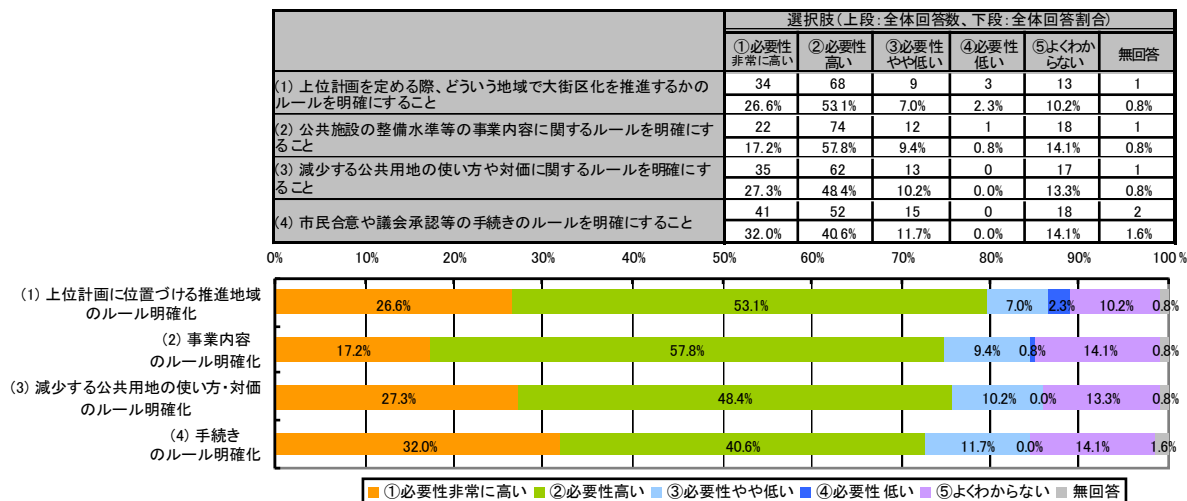 選択肢(上段:全体回答数、下段:全体回答割合)
①必要性非常に高い ②必要性高い ③必要性やや低い ④必要性低い ⑤よくわからない 無回答
(1) 上位計画を定める際、どういう地域で大街区化を推進するかの 34 68 9 3 13 1
ルールを明確にすること 26.6% 53.1% 7.0% 2.3% 10.2% 0.8%
(2) 公共施設の整備水準等の事業内容に関するルールを明確にす 22 74 12 1 18 1
ること 17.2% 57.8% 9.4% 0.8% 14.1% 0.8%
(3) 減少する公共用地の使い方や対価に関するルールを明確にす 35 62 13 0 17 1
ること 27.3% 48.4% 10.2% 0.0% 13.3% 0.8%
(4) 市民合意や議会承認等の手続きのルールを明確にすること 41 52 15 0 18 2
32.0% 40.6% 11.7% 0.0% 14.1% 1.6%
0% 10% 20% 30% 40% 50% 60% 70% 80% 90% 100%
(1) 上位計画に位置づける推進地域
のルール明確化
26.6% 53.1% 7.0% 2.3% 10.2% 0.8%
(2) 事業内容
のルール明確化
17.2% 57.8% 9.4% 0.8% 14.1% 0.8%
(3) 減少する公共用地の使い方・対価
のルール明確化
27.3% 48.4% 10.2% 0.0% 13.3% 0.8%
(4) 手続き
のルール明確化
32.0% 40.6% 11.7% 0.0% 14.1% 1.6%
①必要性非常に高い ②必要性高い ③必要性やや低い ④必要性低い ⑤よくわからない 無回答